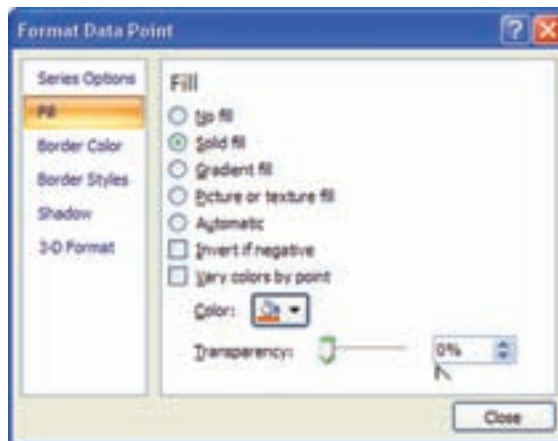 Format Data Point
Series Options
Fill
Border Color
Border Styles
Shadow
3-D Format
Fill
No fill
Solid fill
Gradient fill
Picture or texture fill
Automatic
Invert if negative
Vary colors by point
Color:
Transparency:
0%
Close